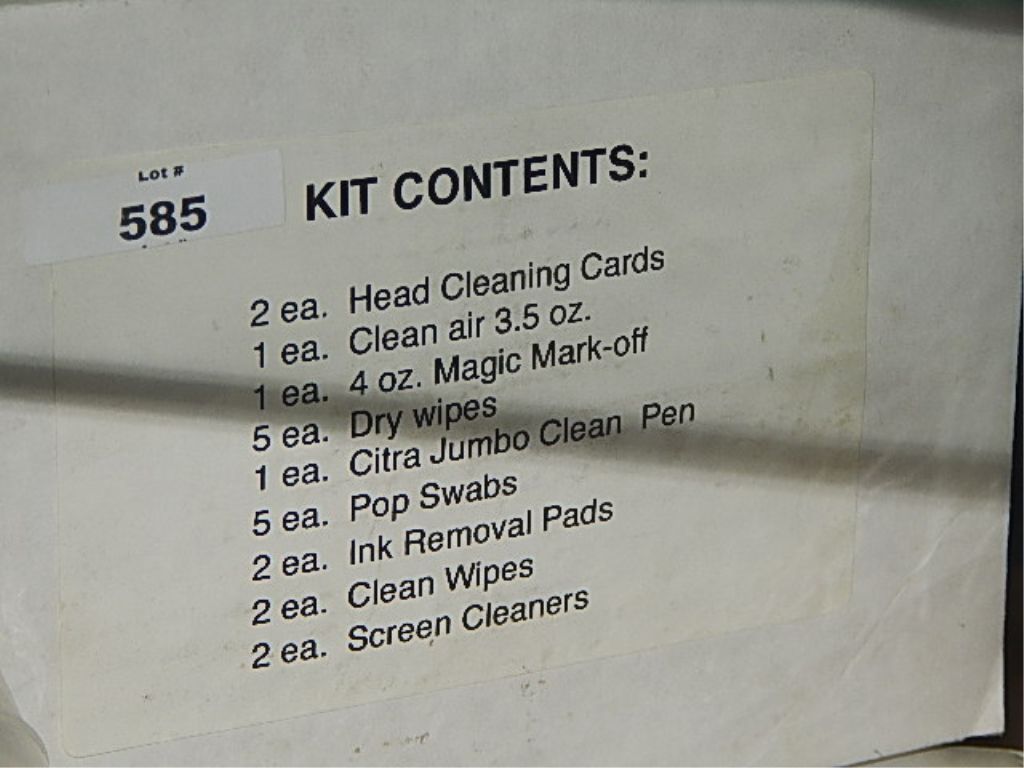 Lot #
585
KIT CONTENTS:
2 ea. Head Cleaning Cards
1 ea. Clean air 3.5 oz.
1 ea. 4 oz. Magic Mark-off
5 ea. Dry wipes
1 ea. Citra Jumbo Clean Pen
5 ea. Pop Swabs
2 ea. Ink Removal Pads
2 ea. Clean Wipes
2 ea. Screen Cleaners